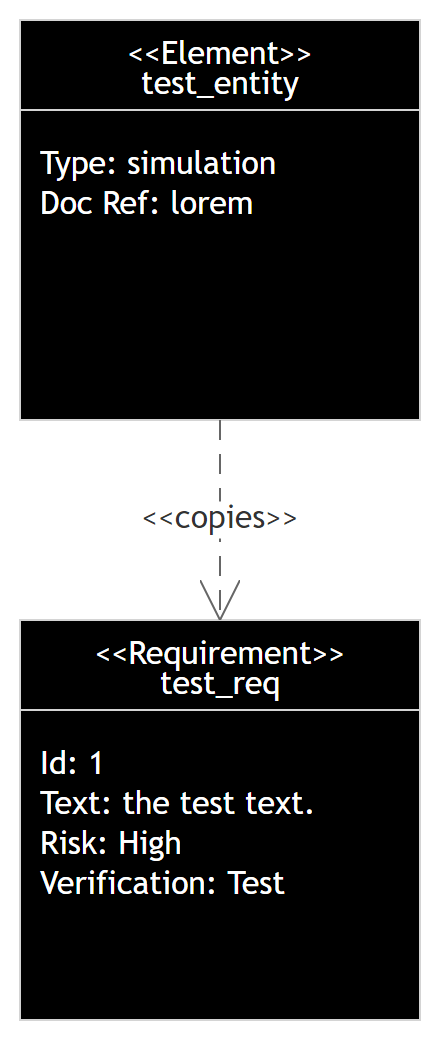 <<Element>>
test_entity
Type: simulation
Doc Ref: lorem
<<copies>>
<<Requirement>>
test_req
Id: 1
Text: the test text.
Risk: High
Verification: Test